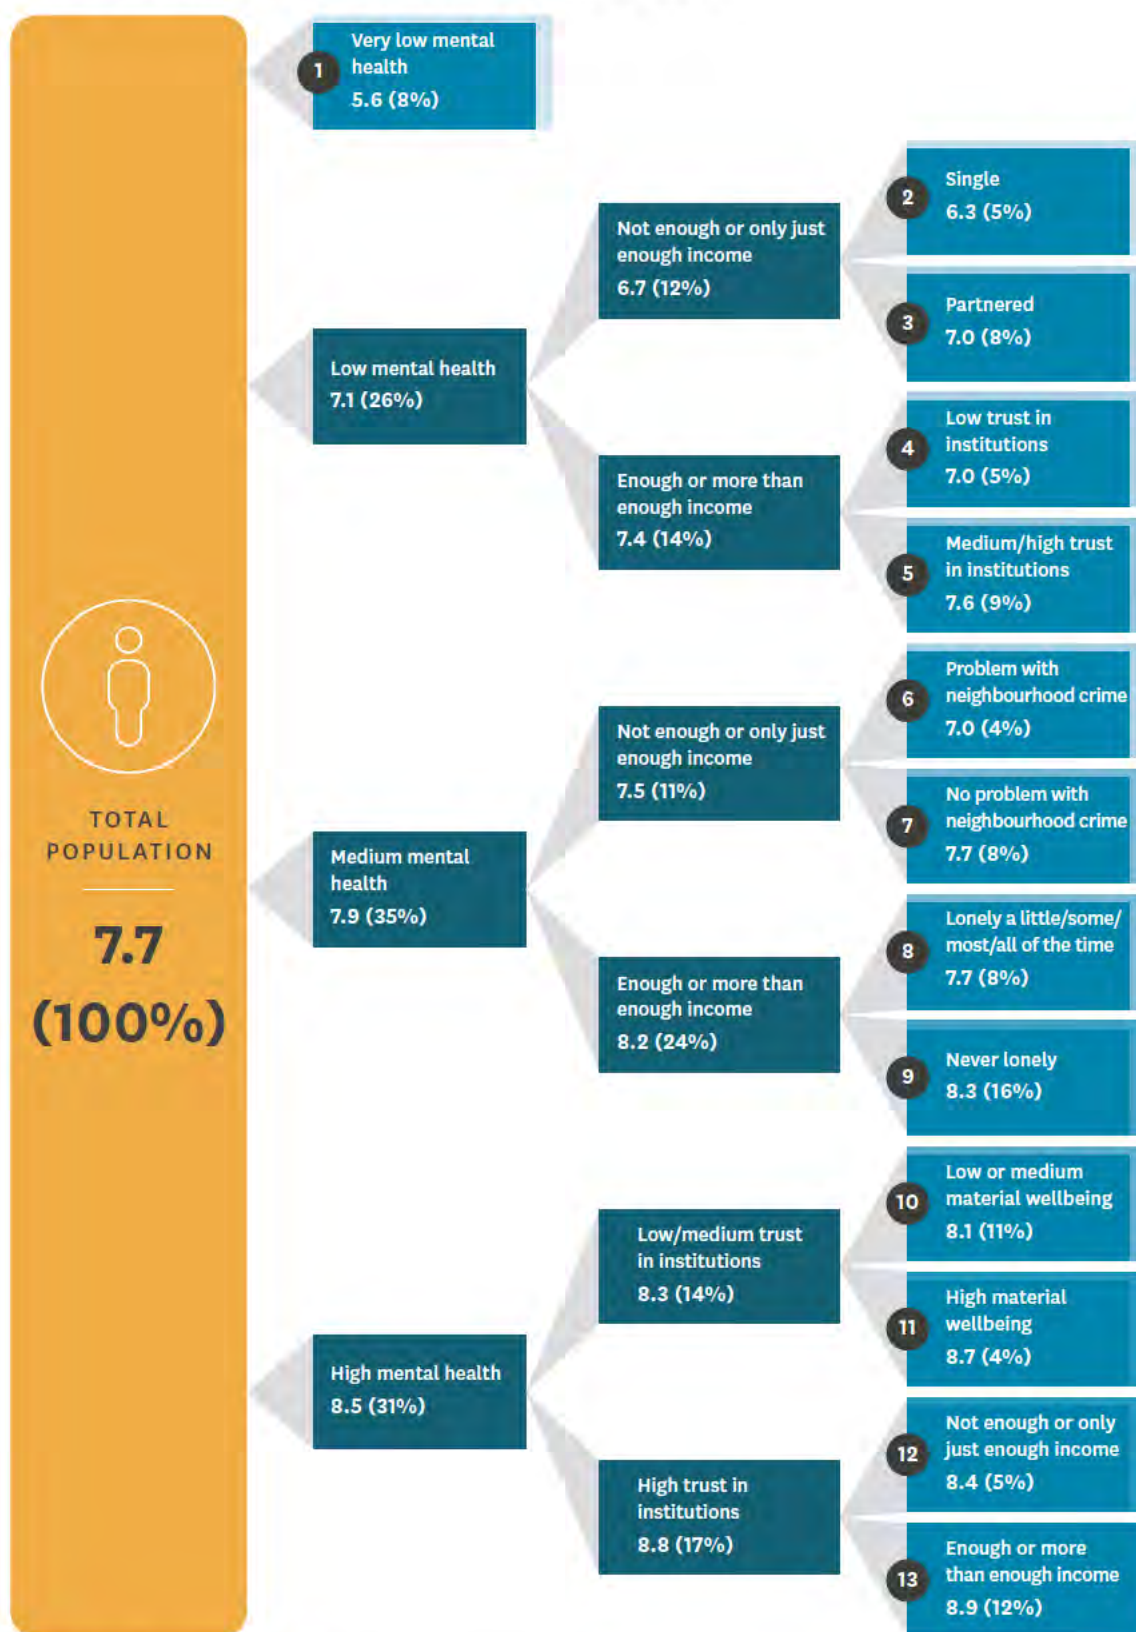 TOTAL
POPULATION
7.7
(100%)
1
Very low mental
health
5.6 (8%)
Low mental health
7.1 (26%)
Not enough or only just
enough income
6.7 (12%)
2
Single
6.3 (5%)
3
Partnered
7.0 (8%)
Enough or more than
enough income
7.4 (14%)
4
Low trust in
institutions
7.0 (5%)
5
Medium/high trust
in institutions
7.6 (9%)
Medium mental
health
7.9 (35%)
Not enough or only just
enough income
7.5 (11%)
6
Problem with
neighbourhood crime
7.0 (4%)
7
No problem with
neighbourhood crime
7.7 (8%)
Enough or more than
enough income
8.2 (24%)
8
Lonely a little/some/
most/all of the time
7.7 (8%)
9
Never lonely
8.3 (16%)
High mental health
8.5 (31%)
Low/medium trust
in institutions
8.3 (14%)
10
Low or medium
material wellbeing
8.1 (11%)
11
High material
wellbeing
8.7 (4%)
High trust in
institutions
8.8 (17%)
12
Not enough or only
just enough income
8.4 (5%)
13
Enough or more
than enough income
8.9 (12%)